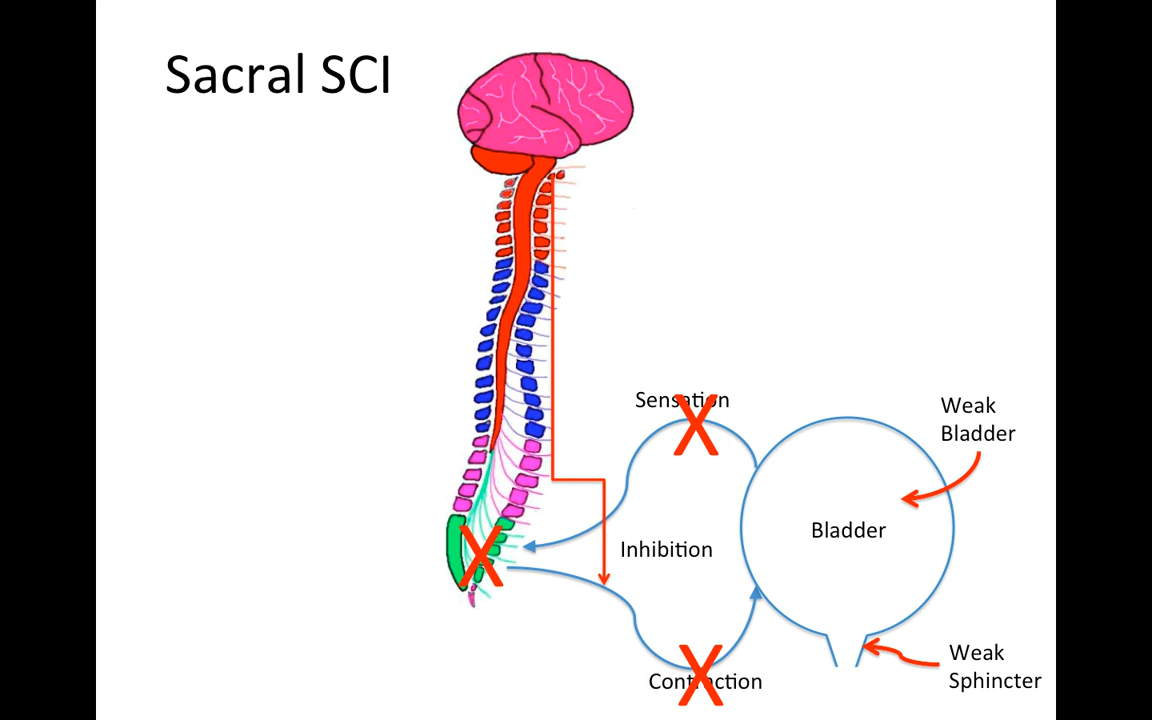 Sacral SCI
Sensation
Weak
Bladder
Bladder
Inhibition
Contraction
Weak
Sphincter